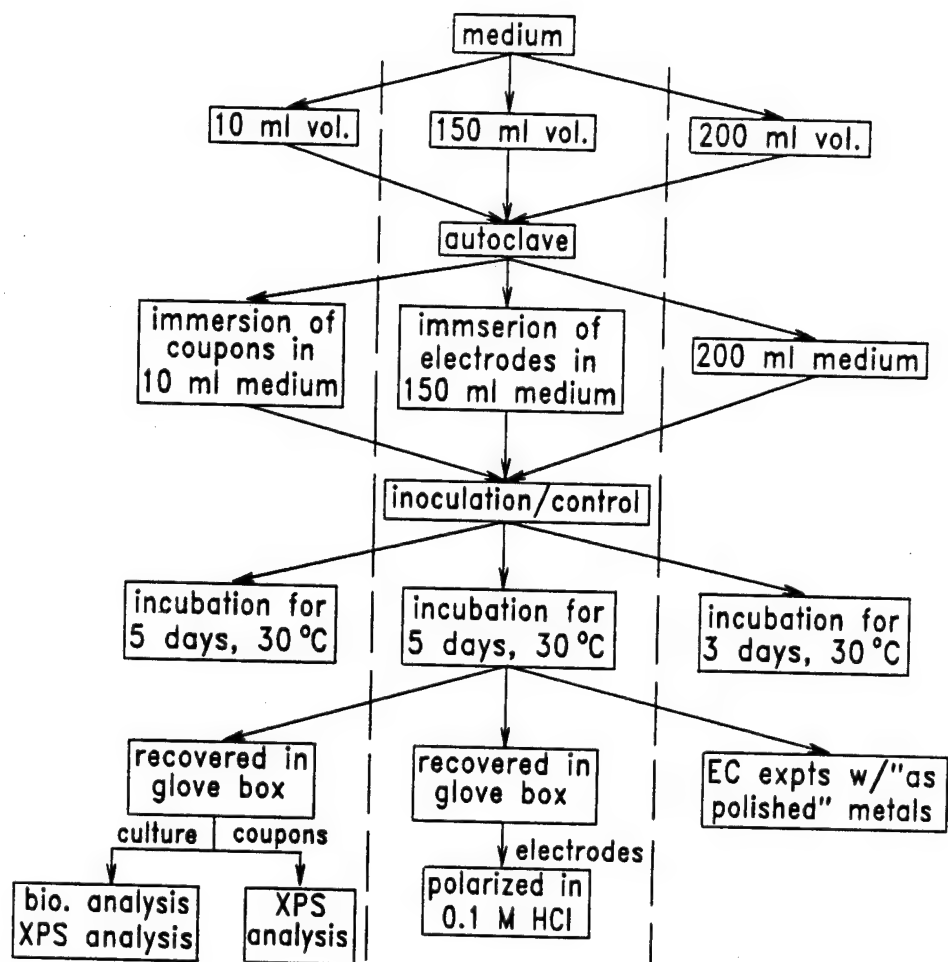 medium
10 ml vol.
150 ml vol.
200 ml vol.
autoclave
immersion of
coupons in
10 ml medium
immserion of
electrodes in
150 ml medium
200 ml medium
inoculation/control
incubation for
5 days, 30 °C
incubation for
5 days, 30 °C
incubation for
3 days, 30 °C
recovered in
glove box
recovered in
glove box
EC expts w/"as
polished" metals
culture
coupons
electrodes
bio. analysis
XPS analysis
XPS
analysis
polarized in
0.1 M HCl